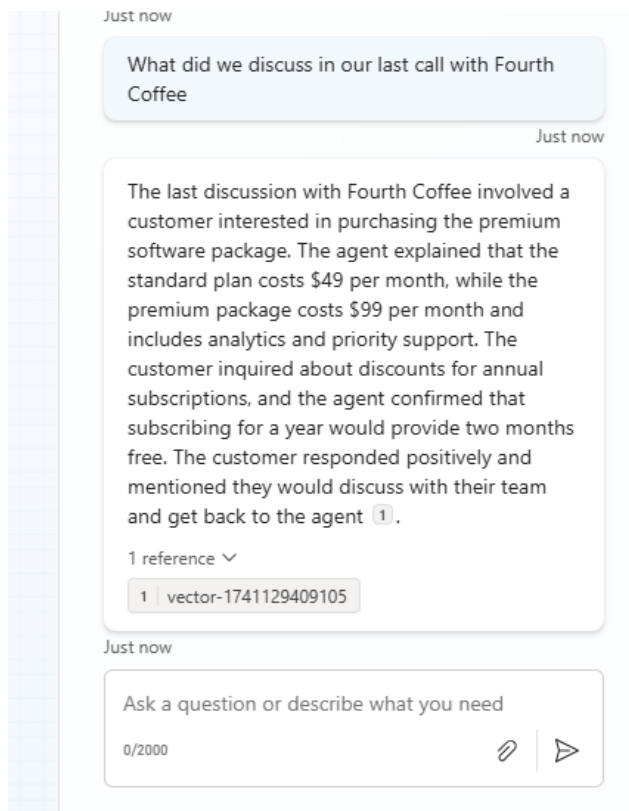 Just now
What did we discuss in our last call with Fourth
Coffee
Just now
The last discussion with Fourth Coffee involved a
customer interested in purchasing the premium
software package. The agent explained that the
standard plan costs $49 per month, while the
premium package costs $99 per month and
includes analytics and priority support. The
customer inquired about discounts for annual
subscriptions, and the agent confirmed that
subscribing for a year would provide two months
free. The customer responded positively and
mentioned they would discuss with their team
and get back to the agent 1.
1 reference
1 vector-1741129409105
Just now
Ask a question or describe what you need
0/2000